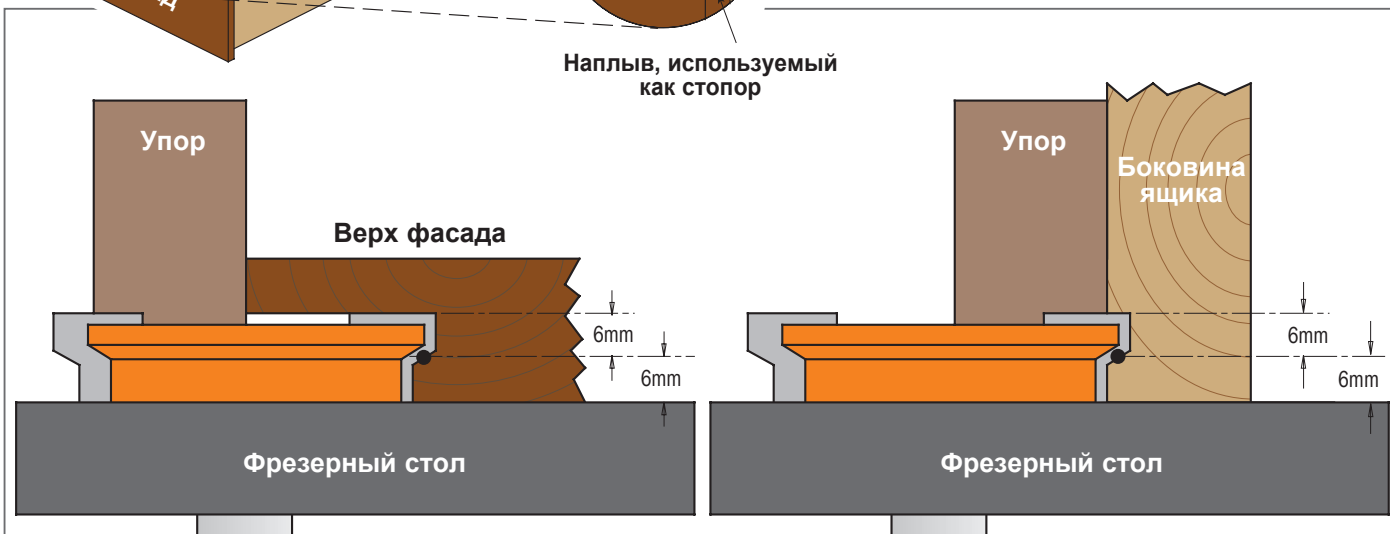 Наплыв, используемый
как стопор
Упор
Верх фасада
6mm
6mm
Фрезерный стол
Упор
Боковина
ящика
6mm
6mm
Фрезерный стол